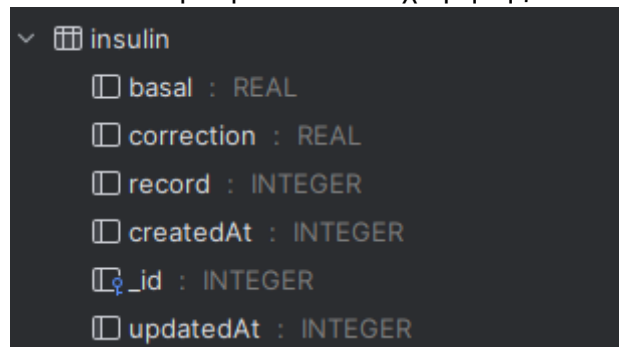 insulin
basal : REAL
correction : REAL
record : INTEGER
createdAt : INTEGER
_id : INTEGER
updatedAt : INTEGER